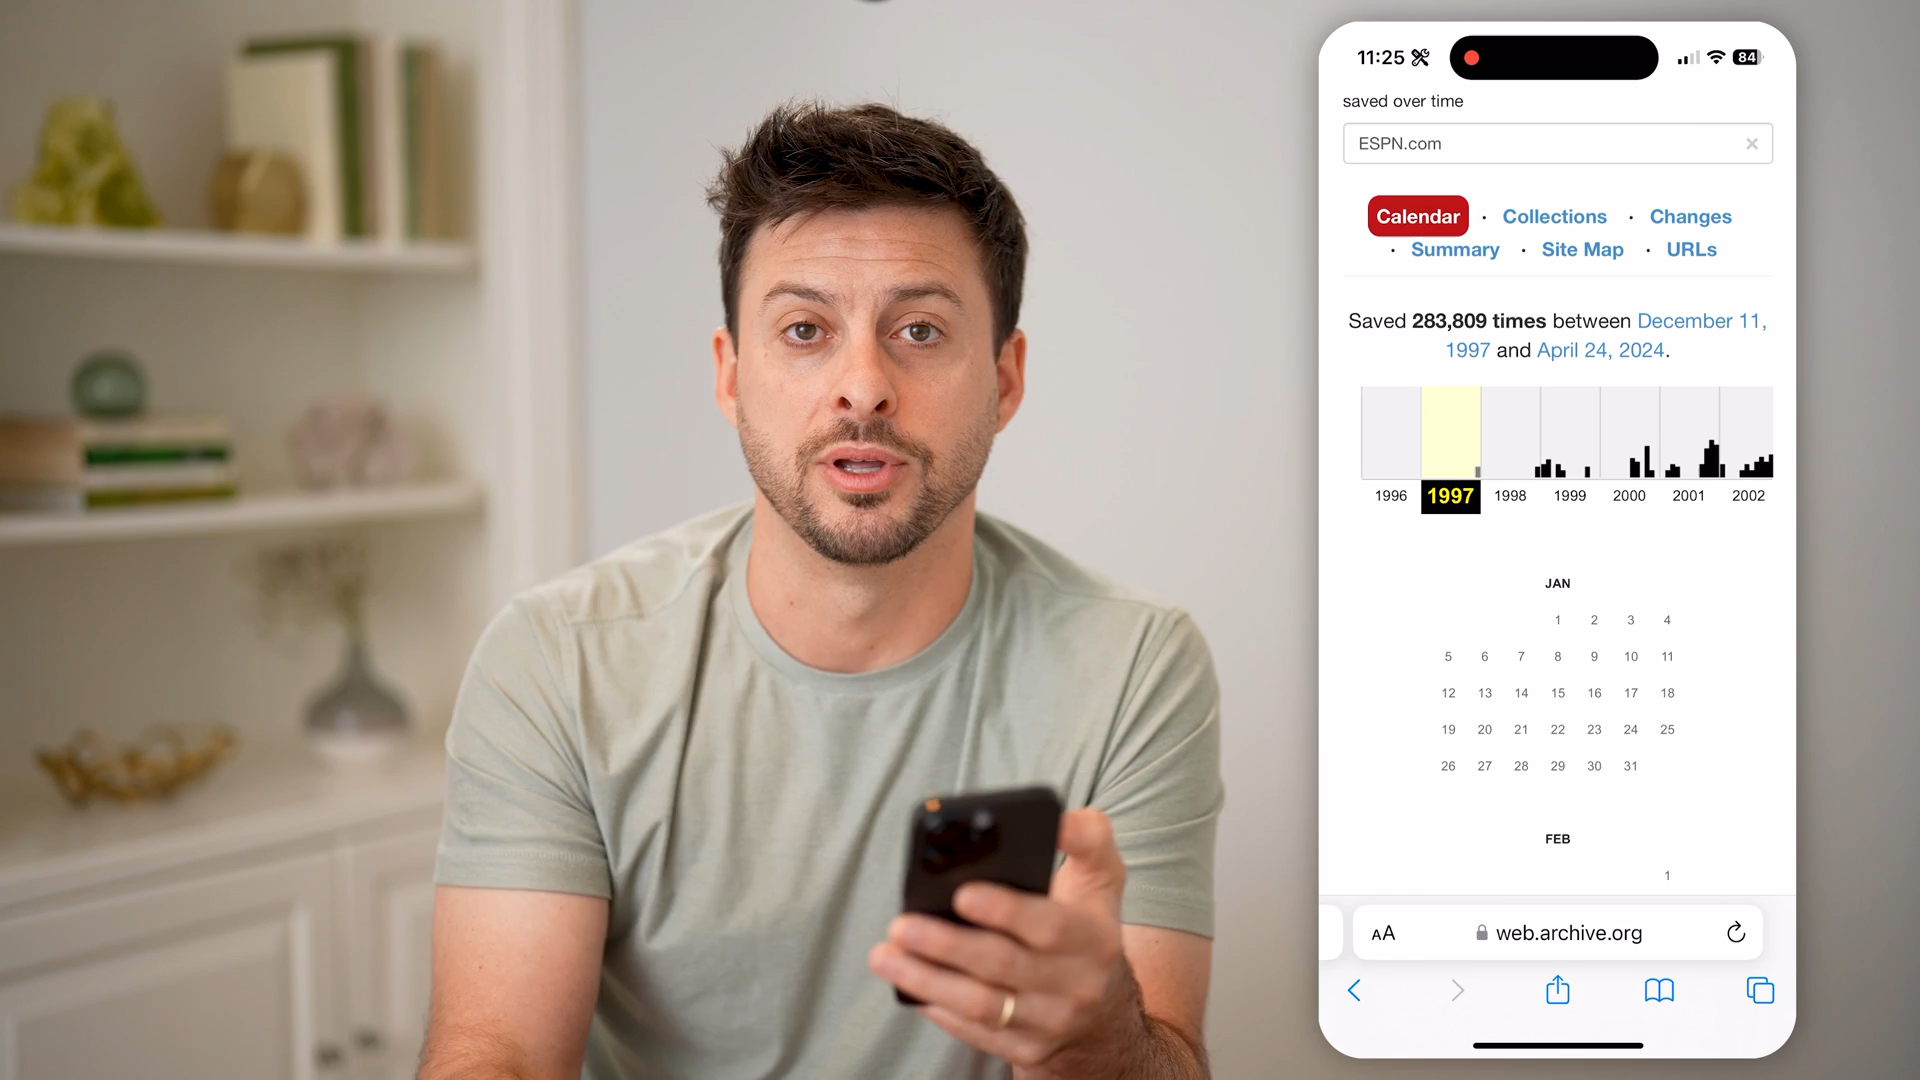 11:25
84
saved over time
ESPN.com ×
Calendar · Collections · Changes
· Summary · Site Map · URLs
Saved 283,809 times between December 11,
1997 and April 24, 2024.
1996 1997 1998 1999 2000 2001 2002
JAN
1 2 3 4
5 6 7 8 9 10 11
12 13 14 15 16 17 18
19 20 21 22 23 24 25
26 27 28 29 30 31
FEB
1
AA web.archive.org